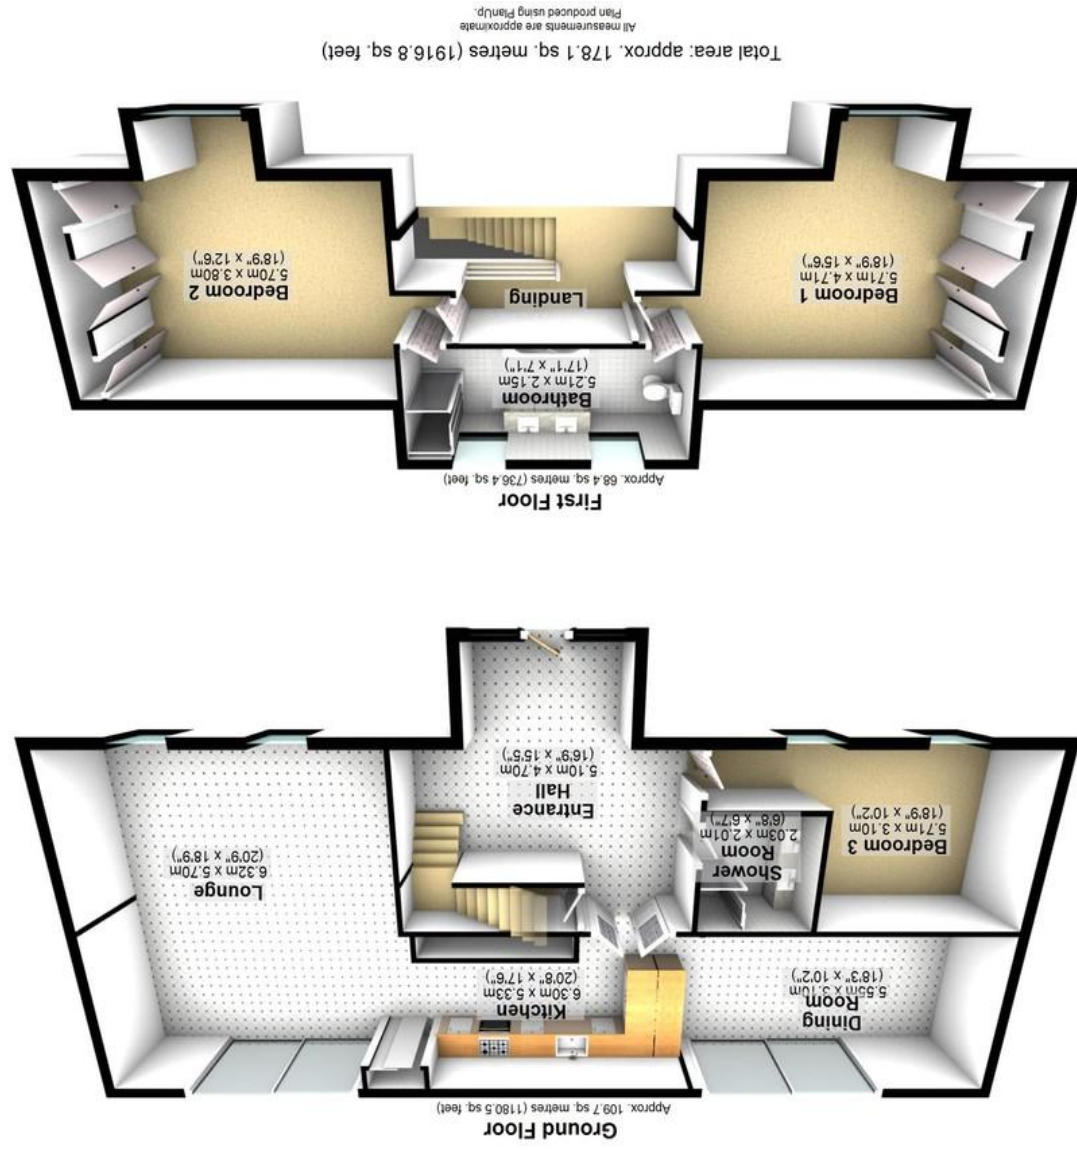 Ground Floor
Approx. 109.7 sq. metres (1180.5 sq. feet)
Dining
Room
5.55m x 3.10m
(18'3" x 10'2")
Kitchen
6.30m x 5.33m
(20'8" x 17'6")
Lounge
6.32m x 5.70m
(20'9" x 18'9")
Bedroom 3
5.71m x 3.10m
(18'9" x 10'2")
Shower
Room
2.03m x 2.01m
(6'8" x 6'7")
Entrance
Hall
5.10m x 4.70m
(16'9" x 15'5")
First Floor
Approx. 68.4 sq. metres (736.4 sq. feet)
Bathroom
5.21m x 2.15m
(17'1" x 7'1")
Bedroom 1
5.71m x 4.71m
(18'9" x 15'6")
Landing
Bedroom 2
5.70m x 3.80m
(18'9" x 12'6")
Total area: approx. 178.1 sq. metres (1916.8 sq. feet)
All measurements are approximate
Plan produced using PlanUp.